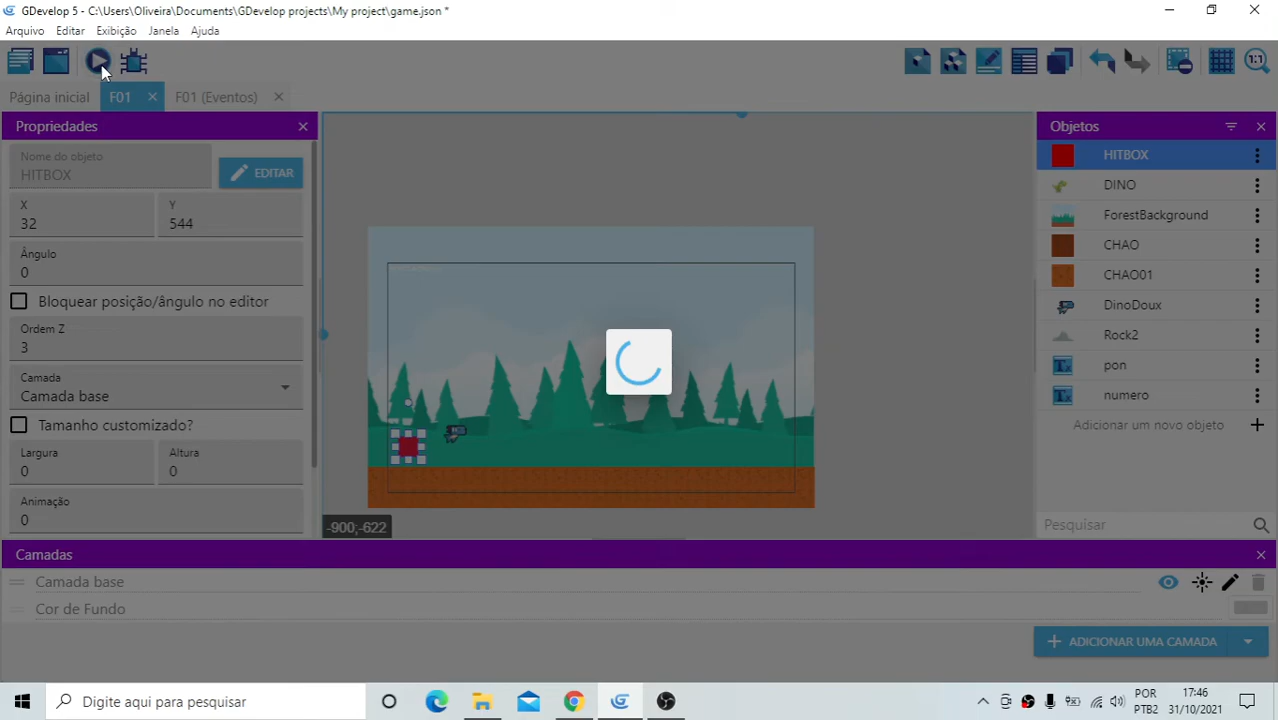 GDevelop 5 - C:\Users\Oliveira\Documents\GDevelop projects\My project\game.json *
Arquivo Editar Exibição Janela Ajuda
1:1
Página inicial F01 F01 (Eventos)
Propriedades
Nome do objeto
HITBOX
EDITAR
X
32
Y
544
Ângulo
0
Bloquear posição/ângulo no editor
Ordem Z
3
Camada
Camada base
Tamanho customizado?
Largura
0
Altura
0
Animação
0
-900;-622
Objetos
HITBOX
DINO
ForestBackground
CHAO
CHAO01
DinoDoux
Rock2
pon
numero
Adicionar um novo objeto
Pesquisar
Camadas
Camada base
Cor de Fundo
ADICIONAR UMA CAMADA
Digite aqui para pesquisar
POR
PTB2
17:46
31/10/2021